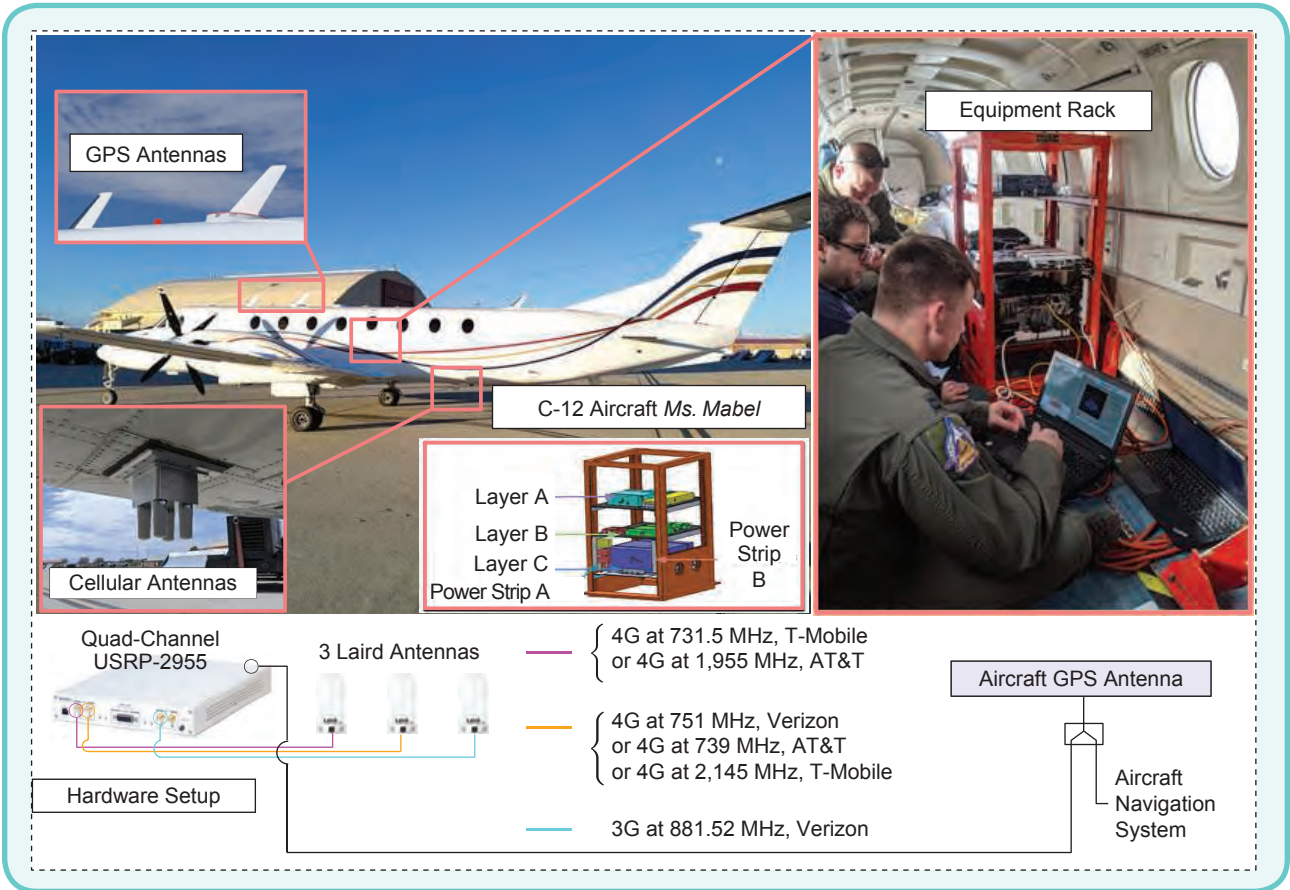 GPS Antennas
Equipment Rack
C-12 Aircraft Ms. Mabel
Cellular Antennas
Layer A
Layer B
Layer C
Power Strip A
Power
Strip
B
Quad-Channel
USRP-2955
3 Laird Antennas
Hardware Setup
4G at 731.5 MHz, T-Mobile
or 4G at 1,955 MHz, AT&T
4G at 751 MHz, Verizon
or 4G at 739 MHz, AT&T
or 4G at 2,145 MHz, T-Mobile
3G at 881.52 MHz, Verizon
Aircraft GPS Antenna
Aircraft
Navigation
System